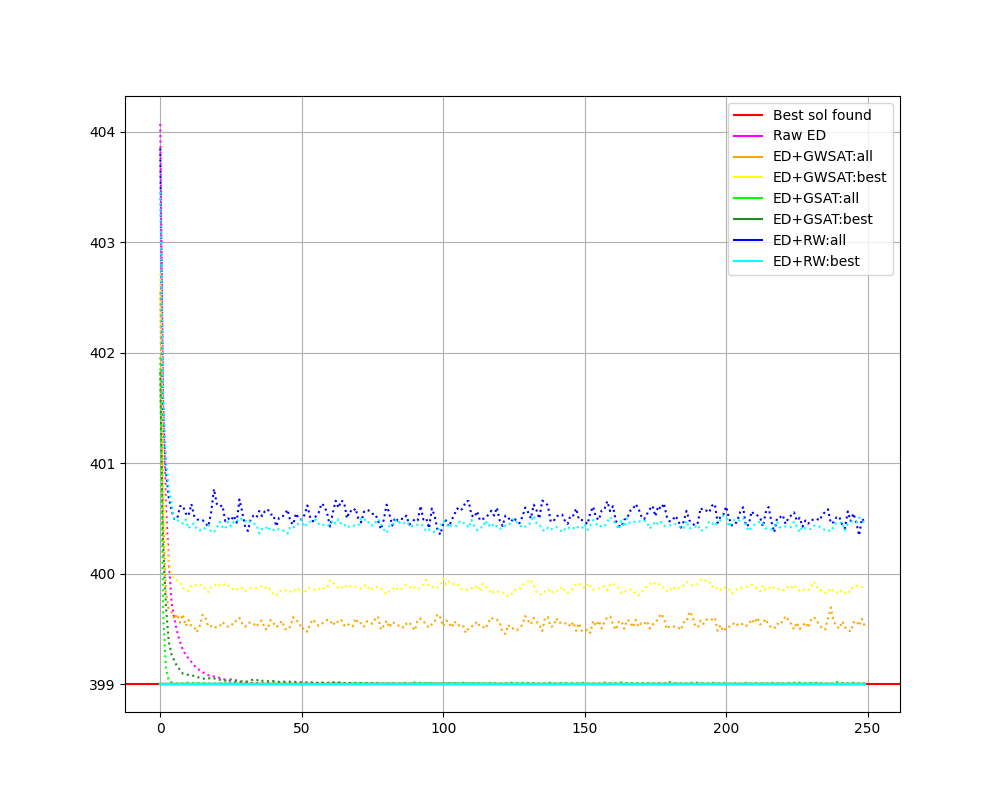 404
403
402
401
400
399
0
50
100
150
200
250
Best sol found
Raw ED
ED+GWSAT:all
ED+GWSAT:best
ED+GSAT:all
ED+GSAT:best
ED+RW:all
ED+RW:best